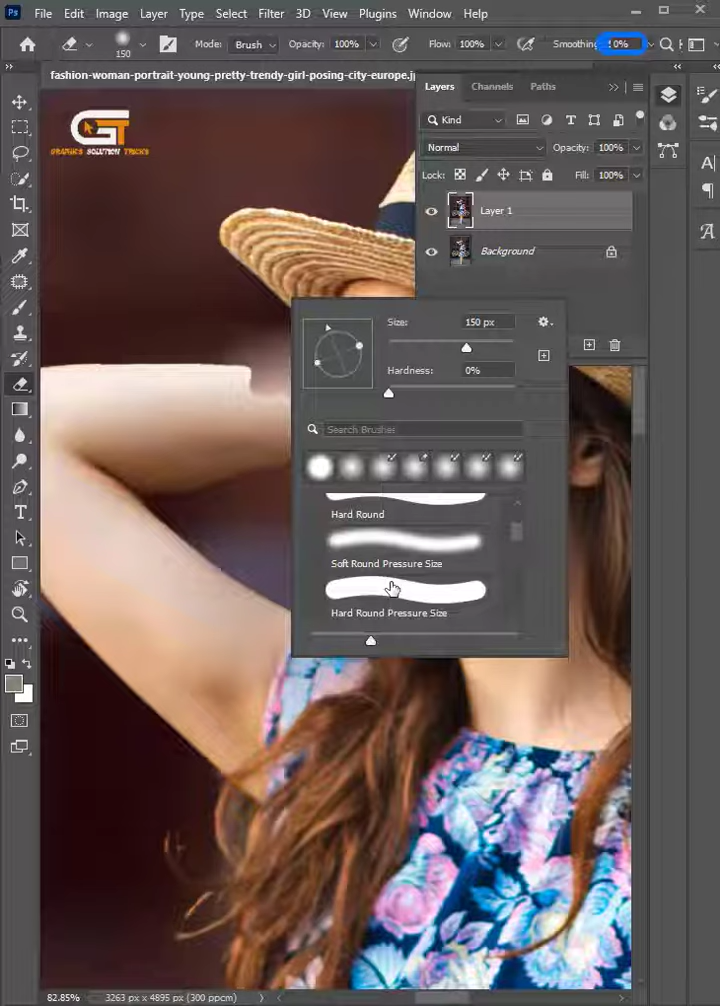 Ps File Edit Image Layer Type Select Filter 3D View Plugins Window Help
150 Mode: Brush Opacity: 100% Flow: 100% Smoothing: 10%
fashion-woman-portrait-young-pretty-trendy-girl-posing-city-europe.j
Layers Channels Paths
GT
GRAPHICS SOLUTION TRICKS
Kind
Normal Opacity: 100%
Lock: Fill: 100%
Layer 1
Background
Size: 150 px
Hardness: 0%
Search Brushes
Hard Round
Soft Round Pressure Size
Hard Round Pressure Size
82.85% 3263 px x 4895 px (300 ppcm)